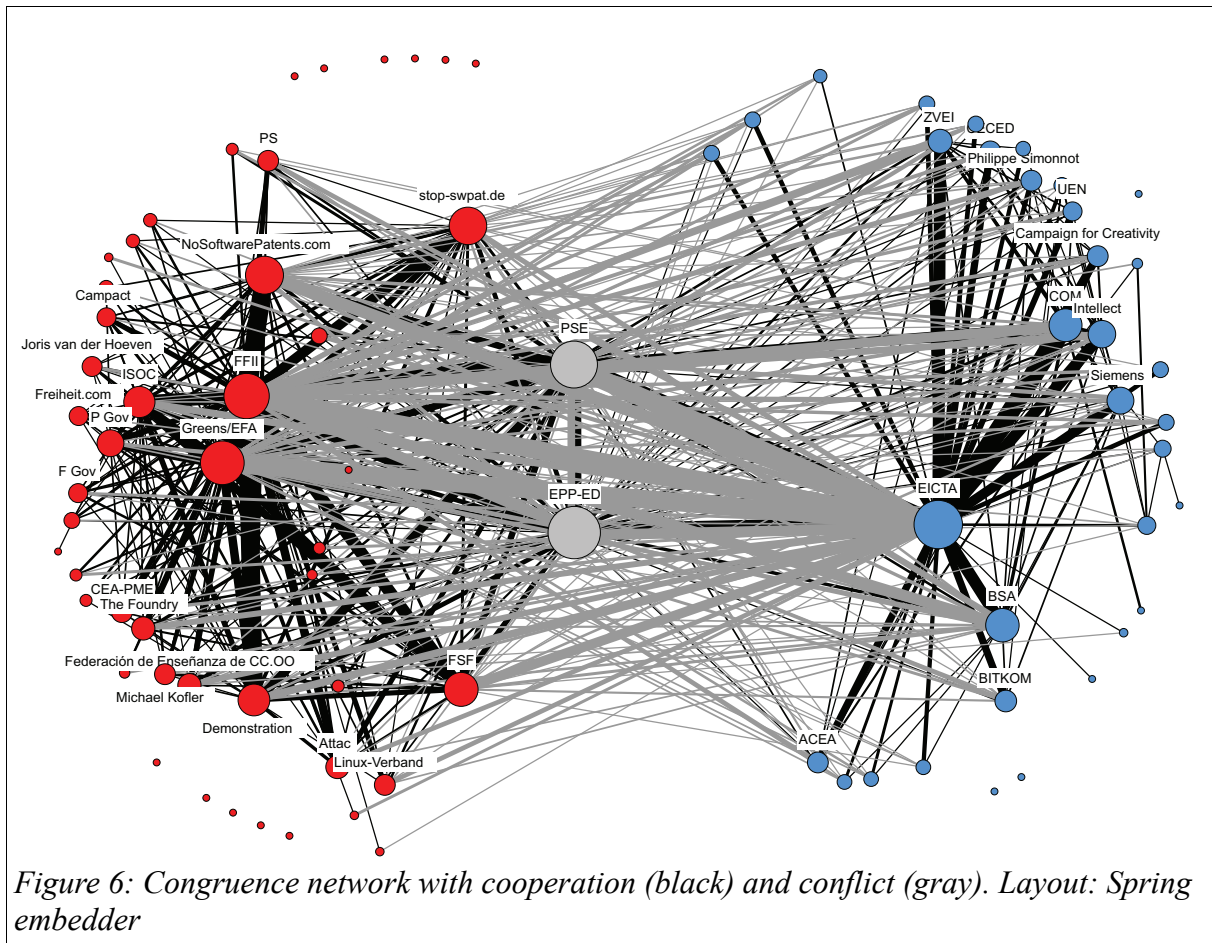 PS
ZVEI
CECED
Philippe Simonnot
UEN
stop-swpat.de
NoSoftwarePatents.com
Campaign for Creativity
Campact
COM
Intellect
PSE
Joris van der Hoeven
FFII
ISOC
Siemens
Freiheit.com
P Gov
Greens/EFA
F Gov
EPP-ED
EICTA
CEA-PME
The Foundry
BSA
Federación de Enseñanza de CC.OO
FSF
Michael Kofler
BITKOM
Demonstration
Attac
ACEA
Linux-Verband
Figure 6: Congruence network with cooperation (black) and conflict (gray). Layout: Spring
embedder